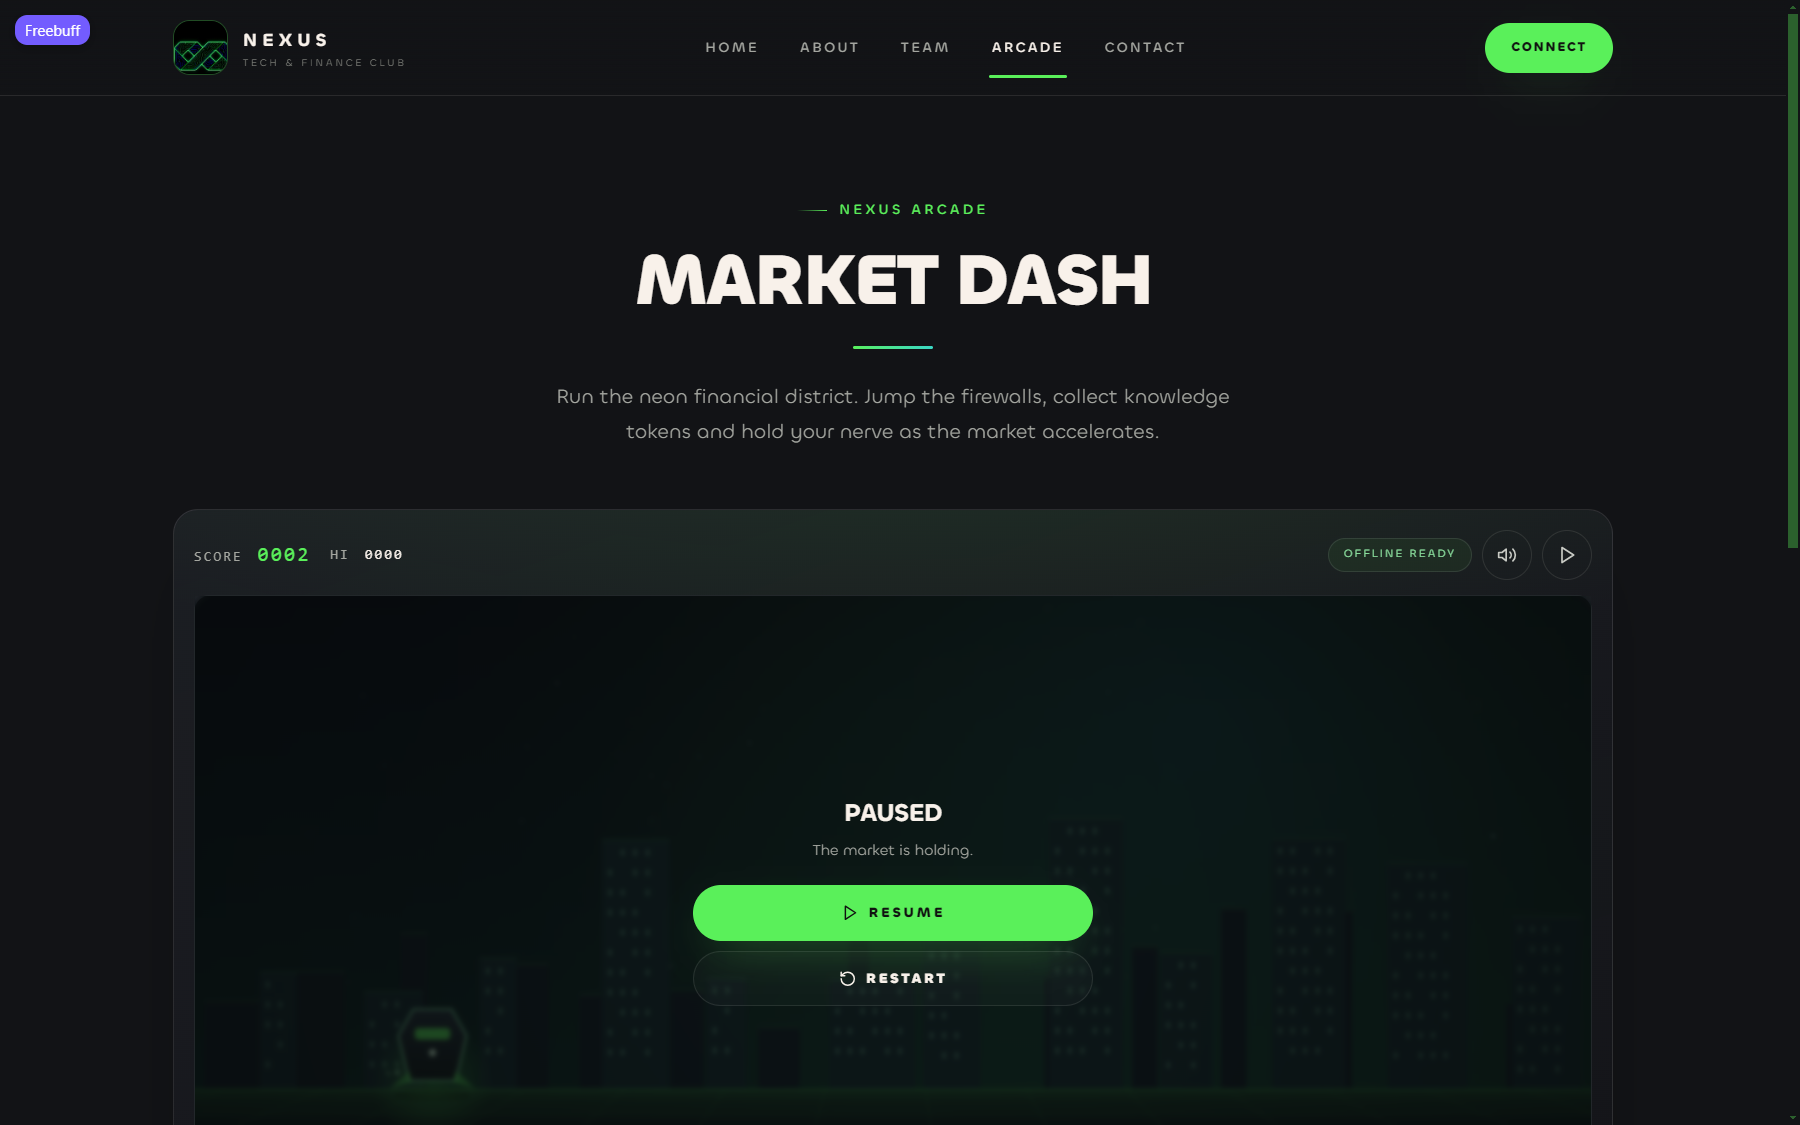 Freebuff
NEXUS
TECH & FINANCE CLUB
HOME
ABOUT
TEAM
ARCADE
CONTACT
CONNECT
NEXUS ARCADE
MARKET DASH
Run the neon financial district. Jump the firewalls, collect knowledge
tokens and hold your nerve as the market accelerates.
SCORE 0002 HI 0000
OFFLINE READY
PAUSED
The market is holding.
RESUME
RESTART